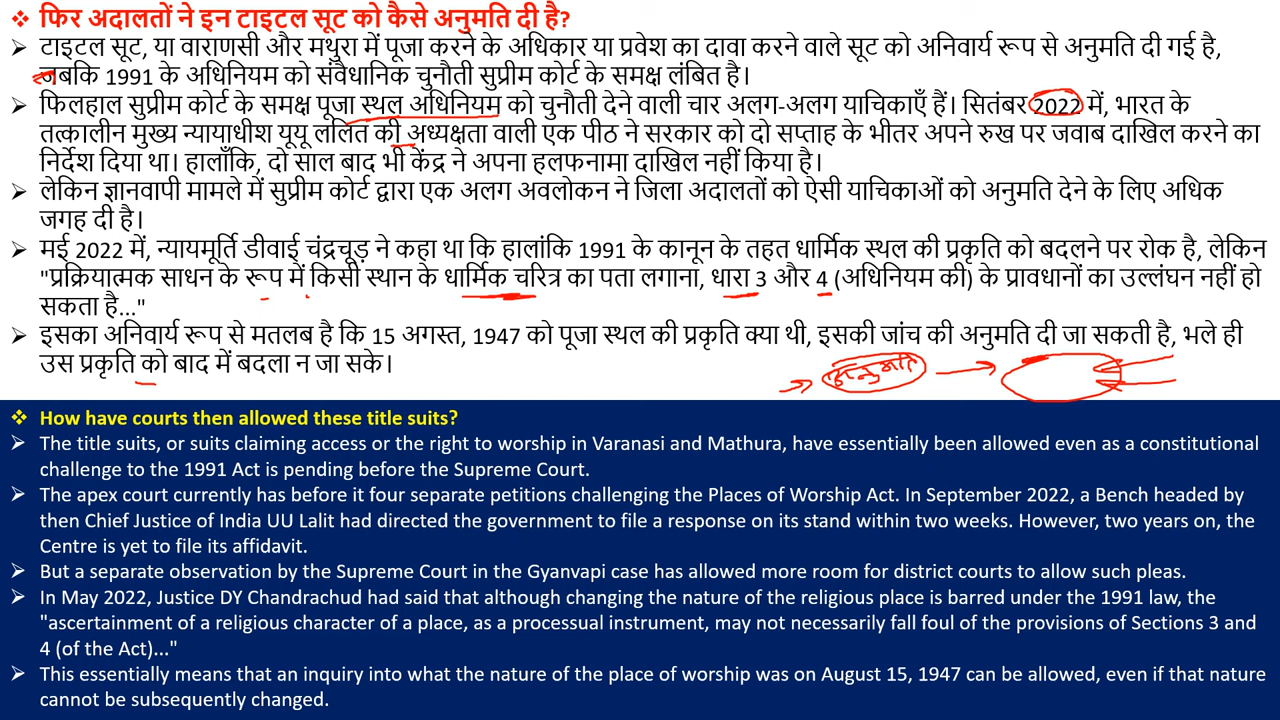 ❖ फिर अदालतों ने इन टाइटल सूट को कैसे अनुमति दी है?
➢ टाइटल सूट, या वाराणसी और मथुरा में पूजा करने के अधिकार या प्रवेश का दावा करने वाले सूट को अनिवार्य रूप से अनुमति दी गई है,
जबकि 1991 के अधिनियम को संवैधानिक चुनौती सुप्रीम कोर्ट के समक्ष लंबित है।
➢ फिलहाल सुप्रीम कोर्ट के समक्ष पूजा स्थल अधिनियम को चुनौती देने वाली चार अलग-अलग याचिकाएँ हैं। सितंबर 2022 में, भारत के
तत्कालीन मुख्य न्यायाधीश यूयू ललित की अध्यक्षता वाली एक पीठ ने सरकार को दो सप्ताह के भीतर अपने रुख पर जवाब दाखिल करने का
निर्देश दिया था। हालाँकि, दो साल बाद भी केंद्र ने अपना हलफनामा दाखिल नहीं किया है।
➢ लेकिन ज्ञानवापी मामले में सुप्रीम कोर्ट द्वारा एक अलग अवलोकन ने जिला अदालतों को ऐसी याचिकाओं को अनुमति देने के लिए अधिक
जगह दी है।
➢ मई 2022 में, न्यायमूर्ति डीवाई चंद्रचूड़ ने कहा था कि हालांकि 1991 के कानून के तहत धार्मिक स्थल की प्रकृति को बदलने पर रोक है, लेकिन
"प्रक्रियात्मक साधन के रूप में किसी स्थान के धार्मिक चरित्र का पता लगाना, धारा 3 और 4 (अधिनियम की) के प्रावधानों का उल्लंघन नहीं हो
सकता है..."
➢ इसका अनिवार्य रूप से मतलब है कि 15 अगस्त, 1947 को पूजा स्थल की प्रकृति क्या थी, इसकी जांच की अनुमति दी जा सकती है, भले ही
उस प्रकृति को बाद में बदला न जा सके।
अनुमति
❖ How have courts then allowed these title suits?
➢ The title suits, or suits claiming access or the right to worship in Varanasi and Mathura, have essentially been allowed even as a constitutional
challenge to the 1991 Act is pending before the Supreme Court.
➢ The apex court currently has before it four separate petitions challenging the Places of Worship Act. In September 2022, a Bench headed by
then Chief Justice of India UU Lalit had directed the government to file a response on its stand within two weeks. However, two years on, the
Centre is yet to file its affidavit.
➢ But a separate observation by the Supreme Court in the Gyanvapi case has allowed more room for district courts to allow such pleas.
➢ In May 2022, Justice DY Chandrachud had said that although changing the nature of the religious place is barred under the 1991 law, the
"ascertainment of a religious character of a place, as a processual instrument, may not necessarily fall foul of the provisions of Sections 3 and
4 (of the Act)..."
➢ This essentially means that an inquiry into what the nature of the place of worship was on August 15, 1947 can be allowed, even if that nature
cannot be subsequently changed.